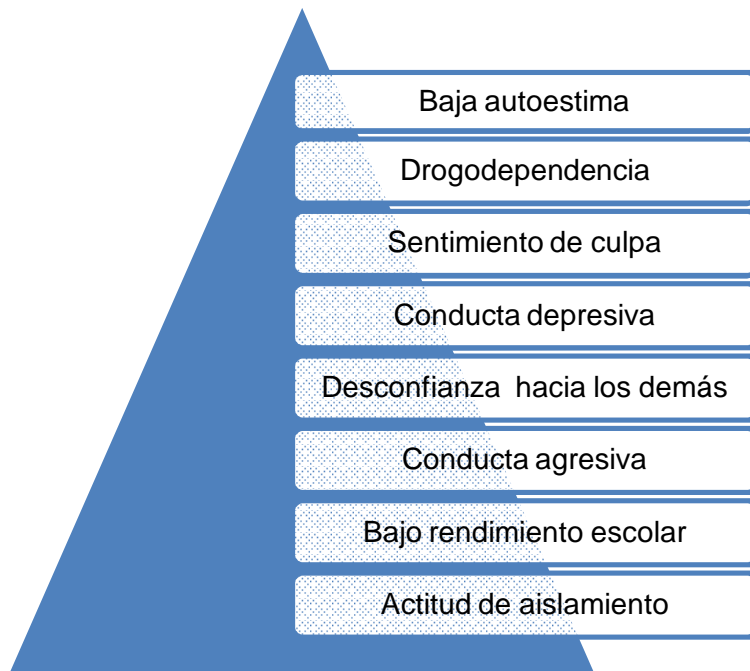 Baja autoestima
Drogodependencia
Sentimiento de culpa
Conducta depresiva
Desconfianza  hacia los demás
Conducta agresiva
Bajo rendimiento escolar
Actitud de aislamiento